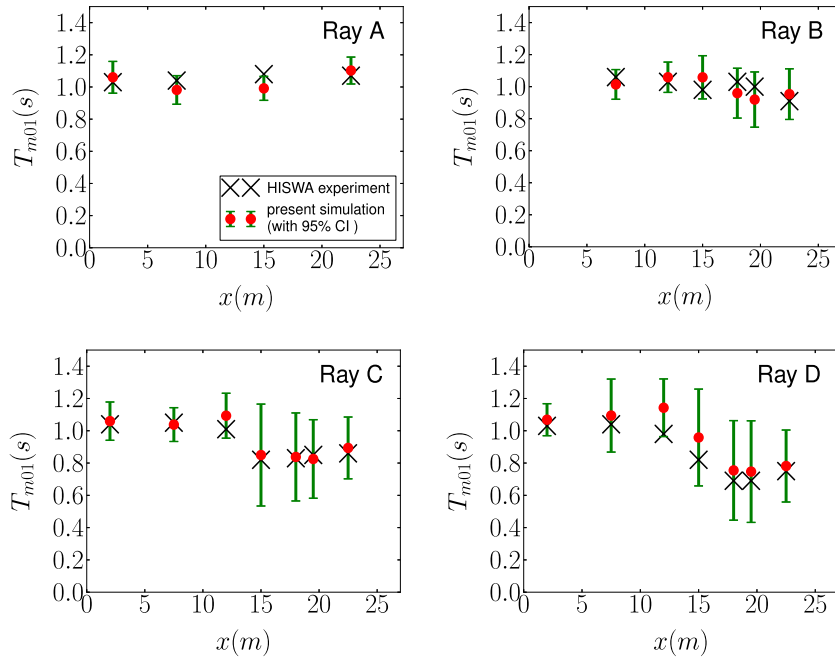 Ray A
1.4
1.2
1.0
0.8
0.6
0.4
0.2
0.0
T_{m01}(s)
HISWA experiment
present simulation
(with 95% CI )
0 5 10 15 20 25
x(m)
Ray B
1.4
1.2
1.0
0.8
0.6
0.4
0.2
0.0
T_{m01}(s)
0 5 10 15 20 25
x(m)
Ray C
1.4
1.2
1.0
0.8
0.6
0.4
0.2
0.0
T_{m01}(s)
0 5 10 15 20 25
x(m)
Ray D
1.4
1.2
1.0
0.8
0.6
0.4
0.2
0.0
T_{m01}(s)
0 5 10 15 20 25
x(m)